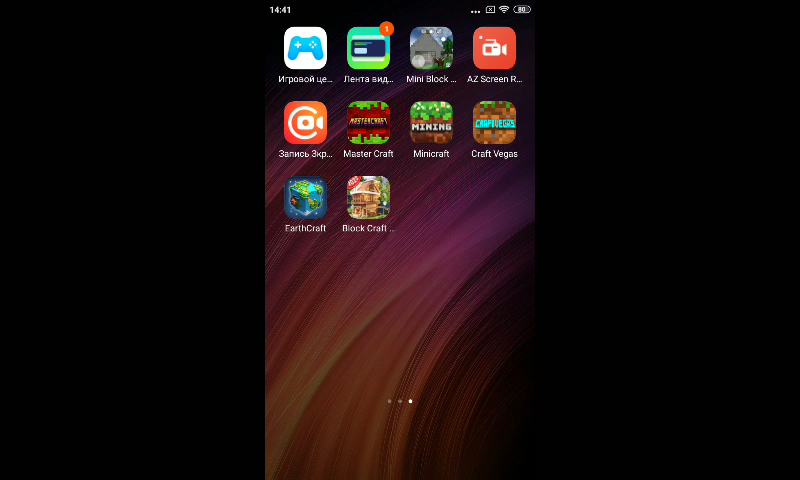 14:41
80
1
Игровой це...
Лента вид...
Mini Block ...
AZ Screen R...
MASTERCRAFT
MINING
CRAFTVEGAS
Запись Экр...
Master Craft
Minicraft
Craft Vegas
EarthCraft
Block Craft ...